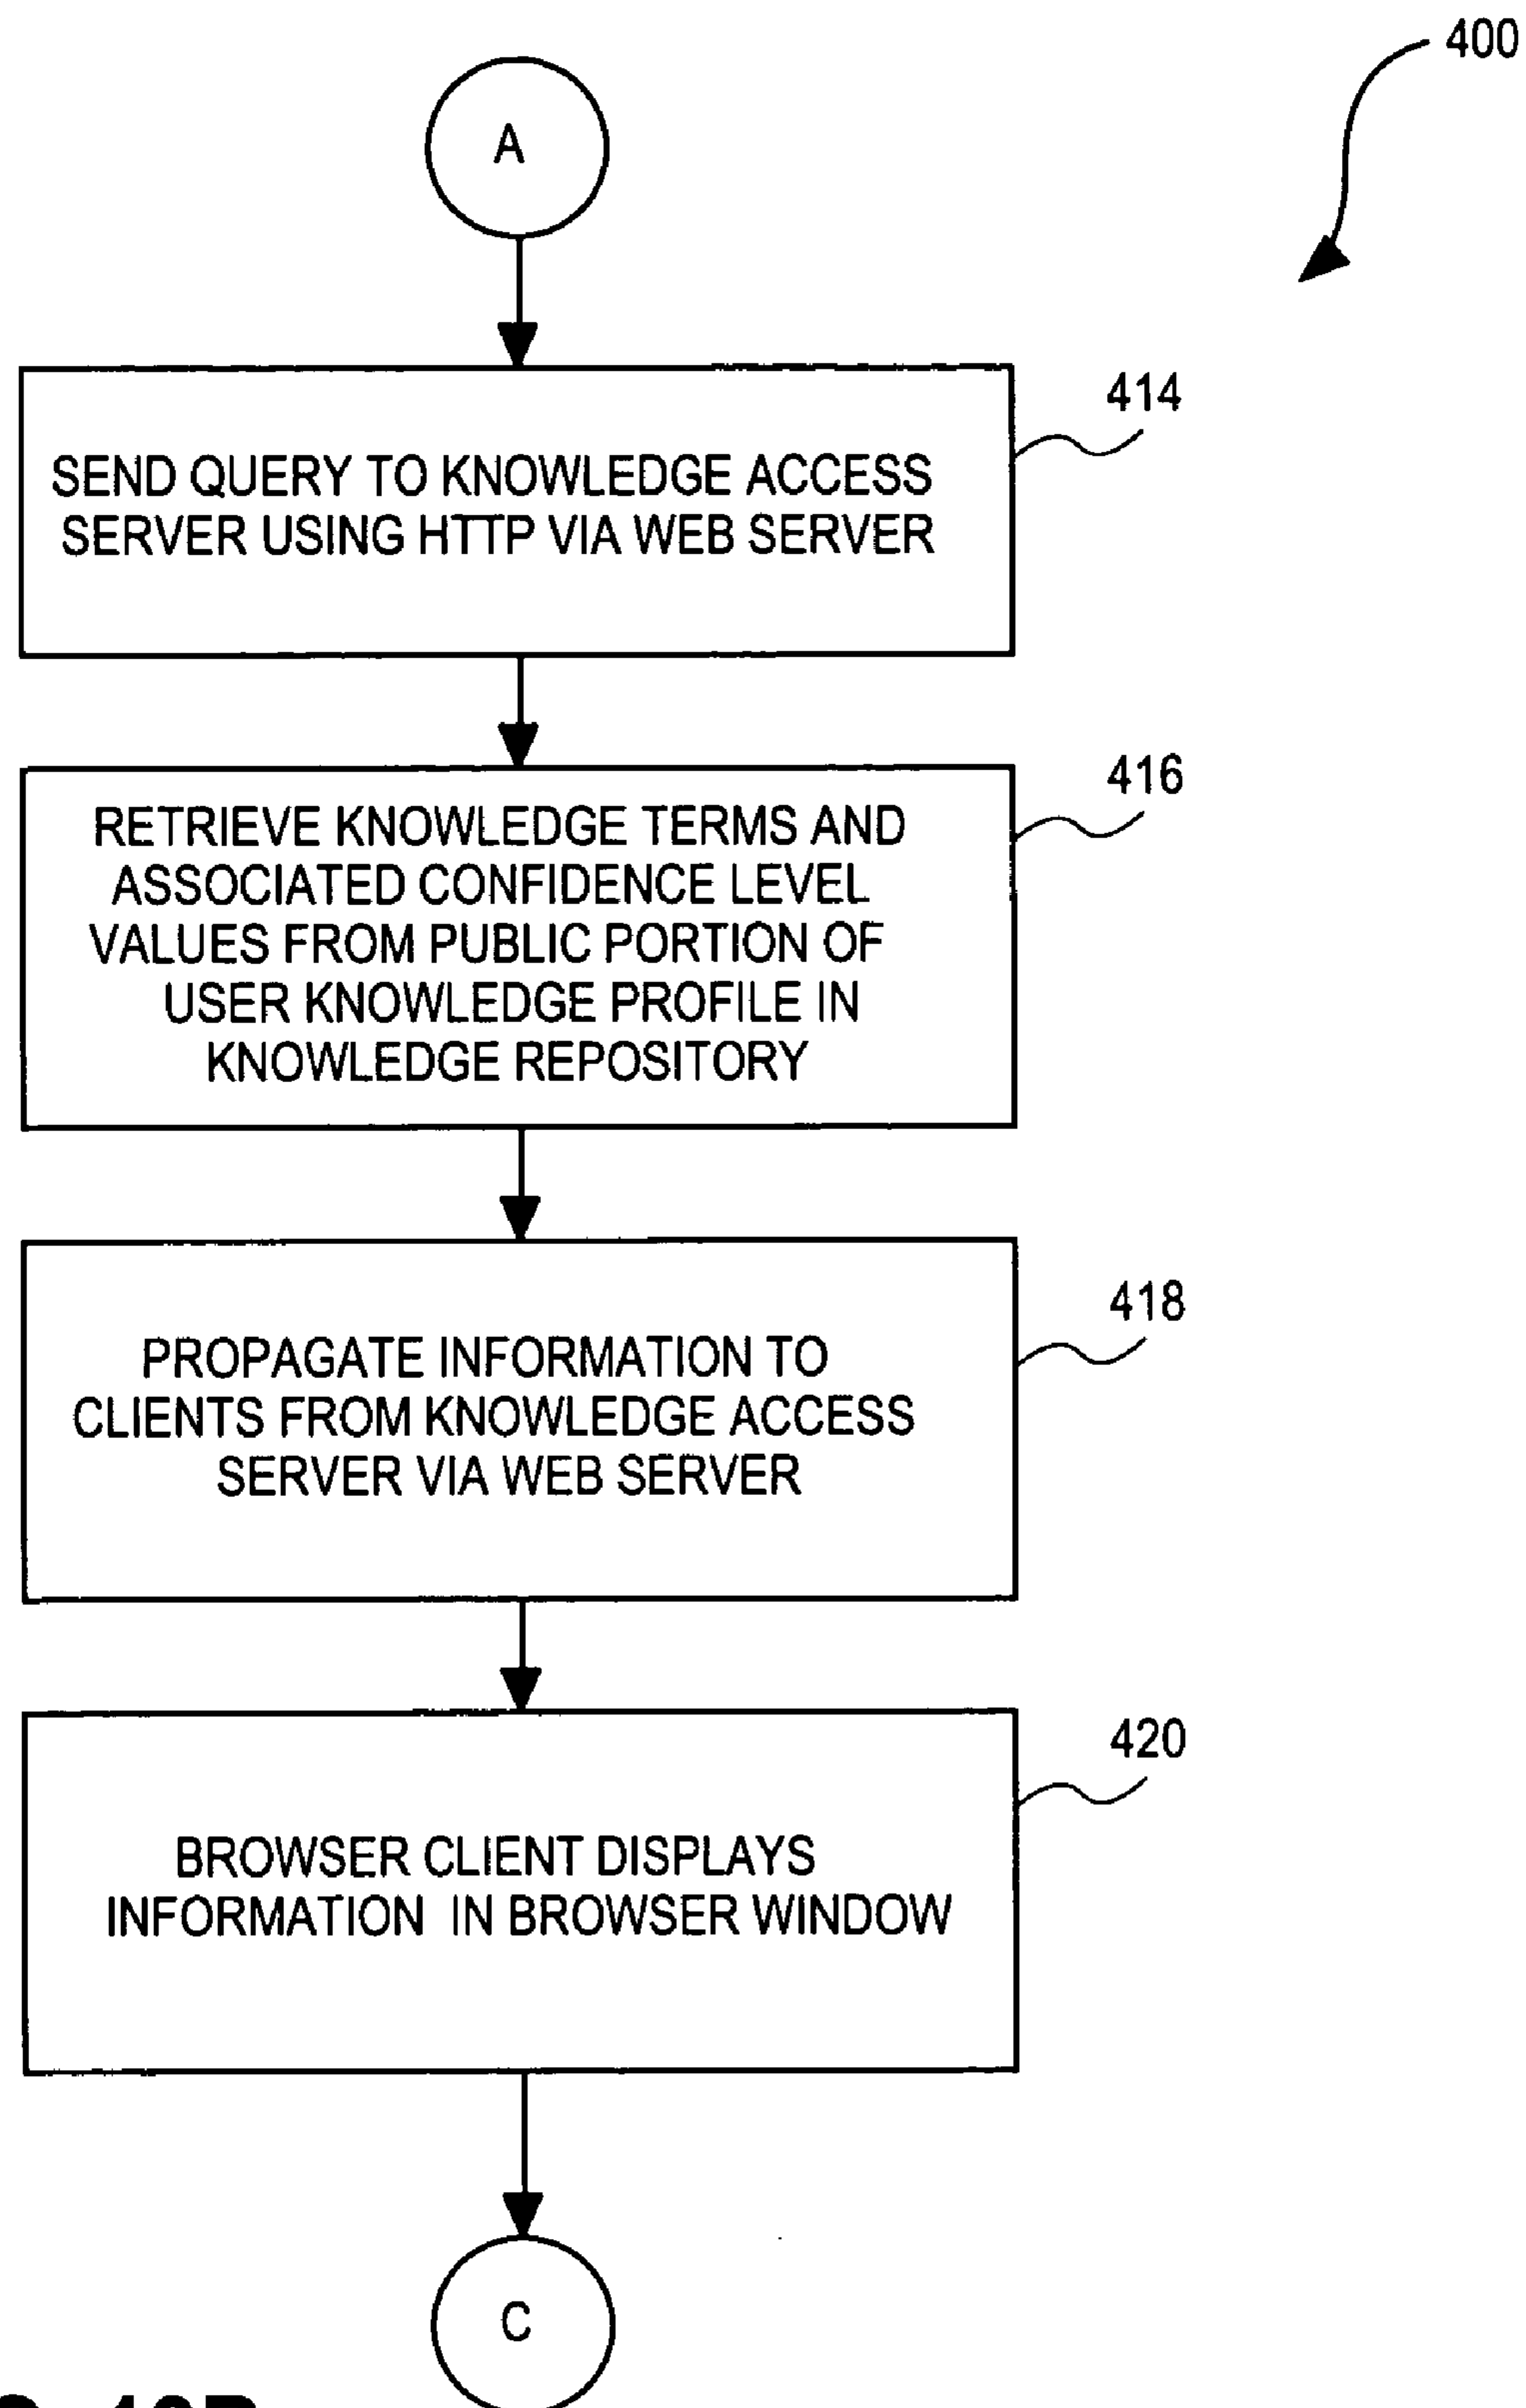 400
A
414
SEND QUERY TO KNOWLEDGE ACCESS
SERVER USING HTTP VIA WEB SERVER
416
RETRIEVE KNOWLEDGE TERMS AND
ASSOCIATED CONFIDENCE LEVEL
VALUES FROM PUBLIC PORTION OF
USER KNOWLEDGE PROFILE IN
KNOWLEDGE REPOSITORY
418
PROPAGATE INFORMATION TO
CLIENTS FROM KNOWLEDGE ACCESS
SERVER VIA WEB SERVER
420
BROWSER CLIENT DISPLAYS
INFORMATION IN BROWSER WINDOW
C